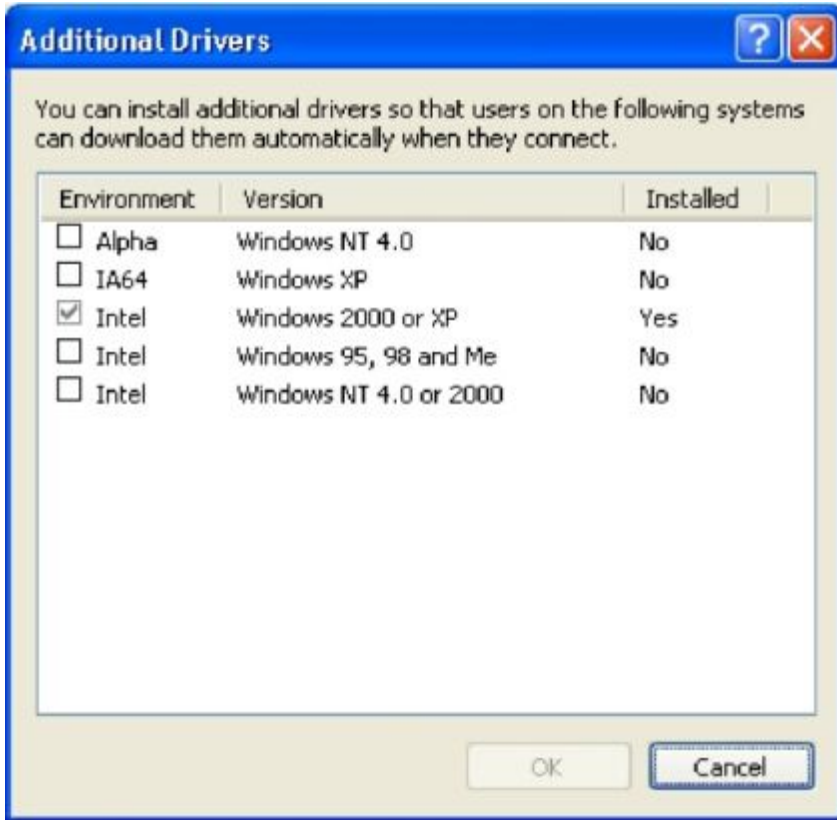 Additional Drivers
You can install additional drivers so that users on the following systems
can download them automatically when they connect.
Environment Version Installed
Alpha Windows NT 4.0 No
IA64 Windows XP No
Intel Windows 2000 or XP Yes
Intel Windows 95, 98 and Me No
Intel Windows NT 4.0 or 2000 No
OK Cancel